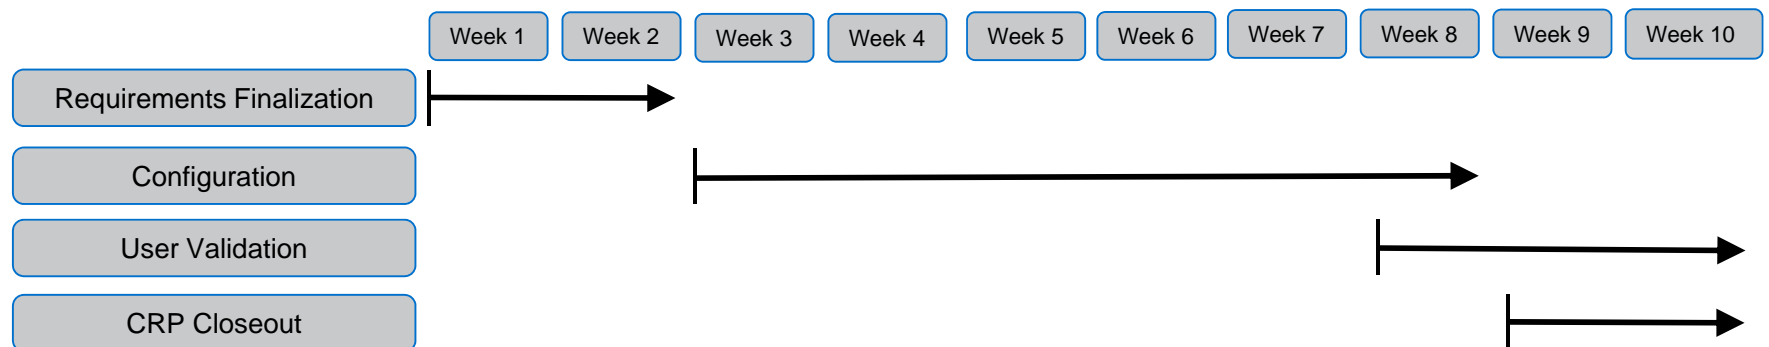 Week 1
Week 2
Week 3
Week 4
Week 5
Week 6
Week 7
Week 8
Week 9
Week 10
Requirements Finalization
Configuration
User Validation
CRP Closeout